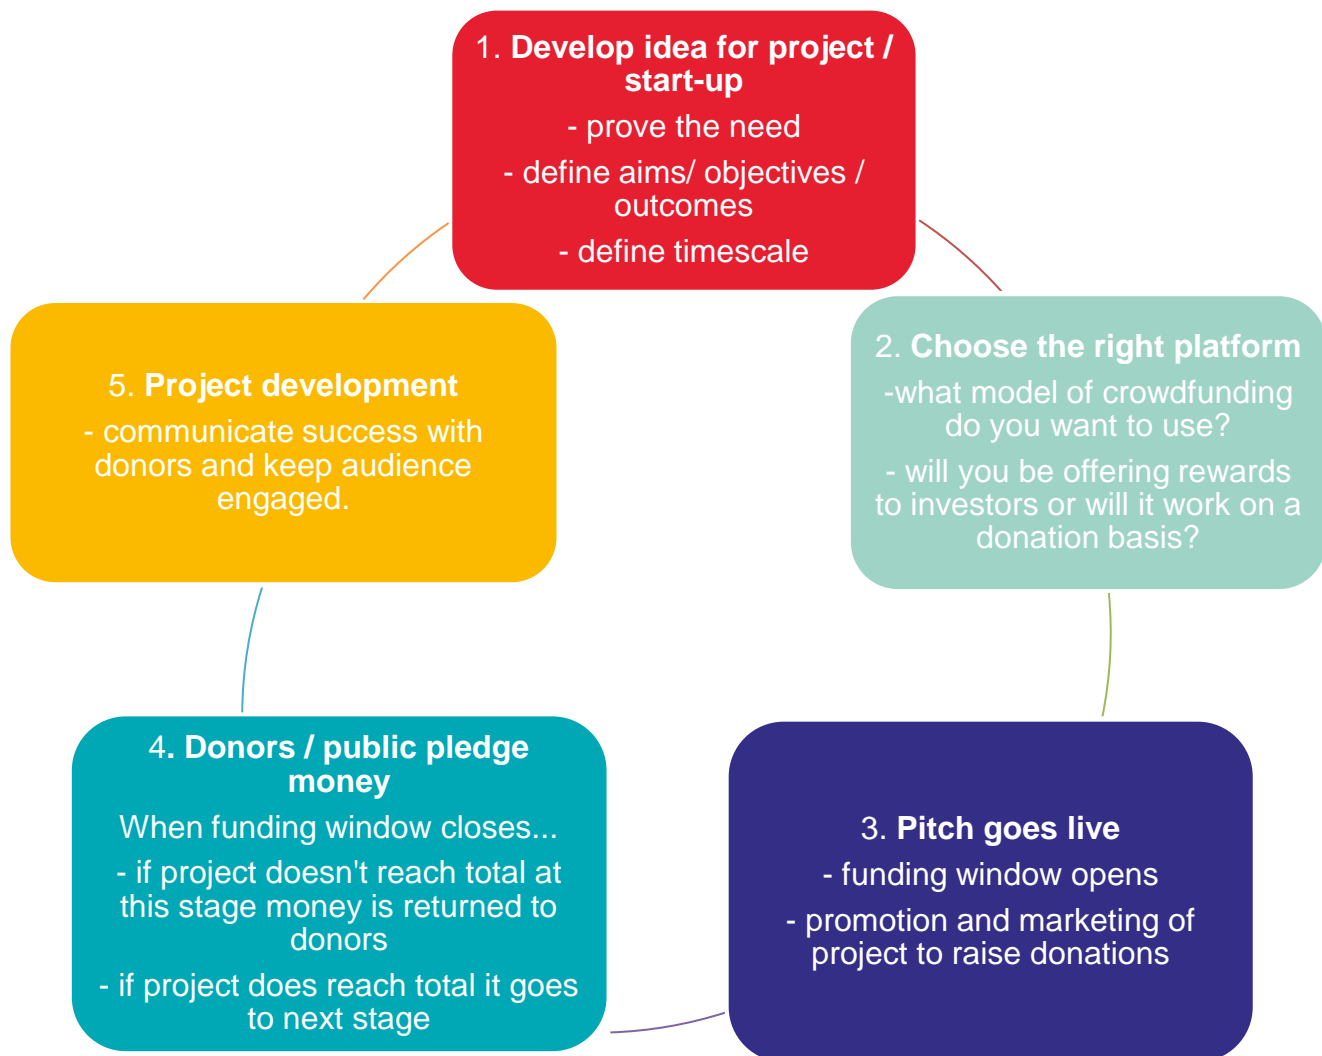 1. Develop idea for project /
start-up
- prove the need
- define aims/ objectives /
outcomes
- define timescale
2. Choose the right platform
-what model of crowdfunding
do you want to use?
- will you be offering rewards
to investors or will it work on a
donation basis?
3. Pitch goes live
- funding window opens
- promotion and marketing of
project to raise donations
4. Donors / public pledge
money
When funding window closes...
- if project doesn't reach total at
this stage money is returned to
donors
- if project does reach total it goes
to next stage
5. Project development
- communicate success with
donors and keep audience
engaged.